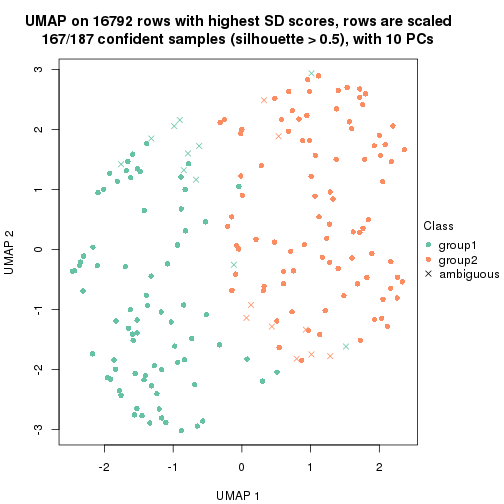 UMAP on 16792 rows with highest SD scores, rows are scaled
167/187 confident samples (silhouette > 0.5), with 10 PCs
3
2
1
0
-1
-2
-3
UMAP 2
-2 -1 0 1 2
UMAP 1
Class
group1
group2
ambiguous